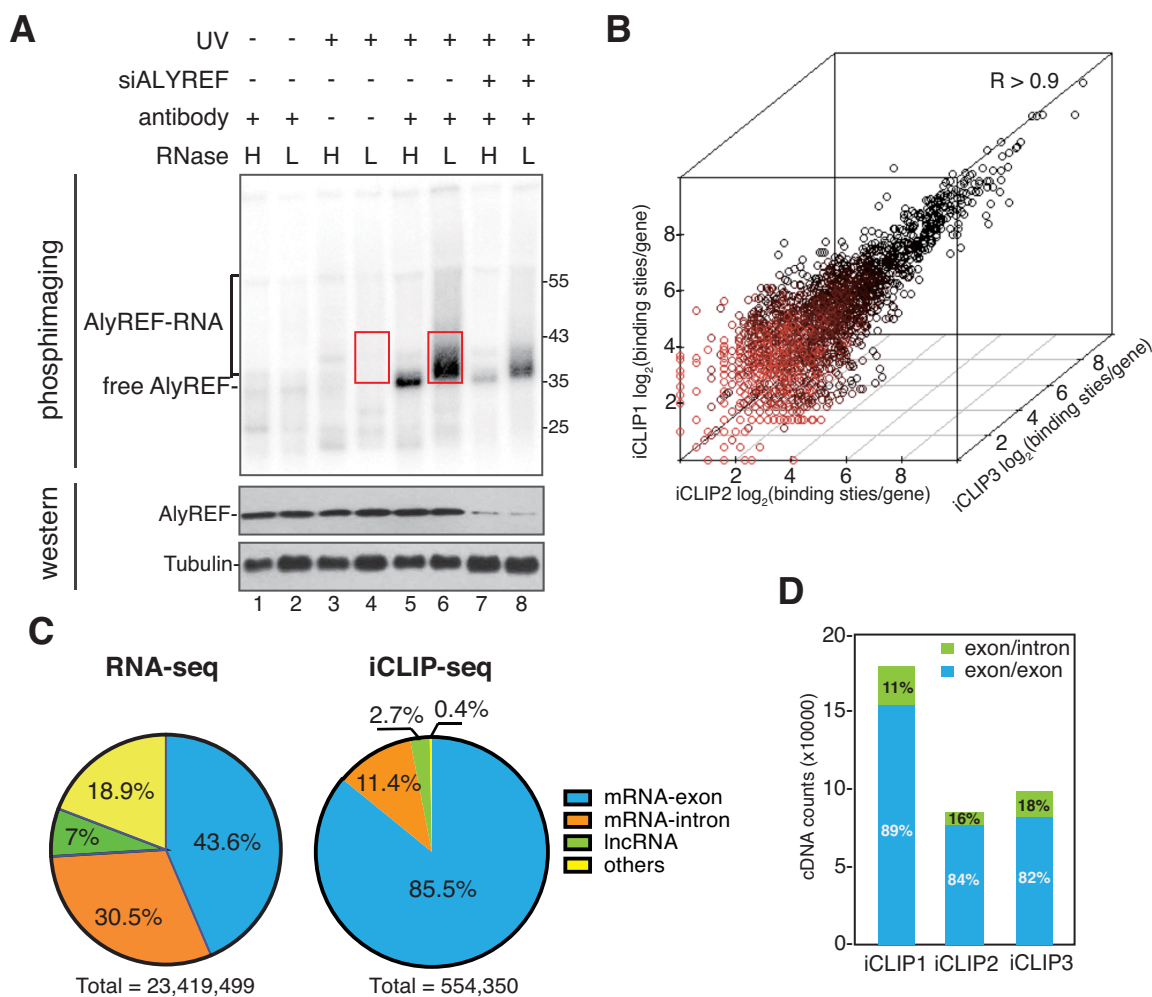 A
UV - - + + + + + +
siALYREF - - - - - - + +
antibody + + - - + + + +
RNase H L H L H L H L
phosphimaging
AlyREF-RNA
free AlyREF-
-55
-43
-35
-25
western
AlyREF-
Tubulin-
1 2 3 4 5 6 7 8
B
R > 0.9
iCLIP1 log2(binding sties/gene)
8
6
4
2
2 4 6 8
iCLIP2 log2(binding sties/gene)
2 4 6 8
iCLIP3 log2(binding sties/gene)
C
RNA-seq
18.9%
7%
43.6%
30.5%
Total = 23,419,499
iCLIP-seq
2.7% 0.4%
11.4%
85.5%
Total = 554,350
mRNA-exon
mRNA-intron
lncRNA
others
D
cDNA counts (x10000)
20-
15-
10-
5-
0-
exon/intron
exon/exon
11%
89%
16%
84%
18%
82%
iCLIP1 iCLIP2 iCLIP3